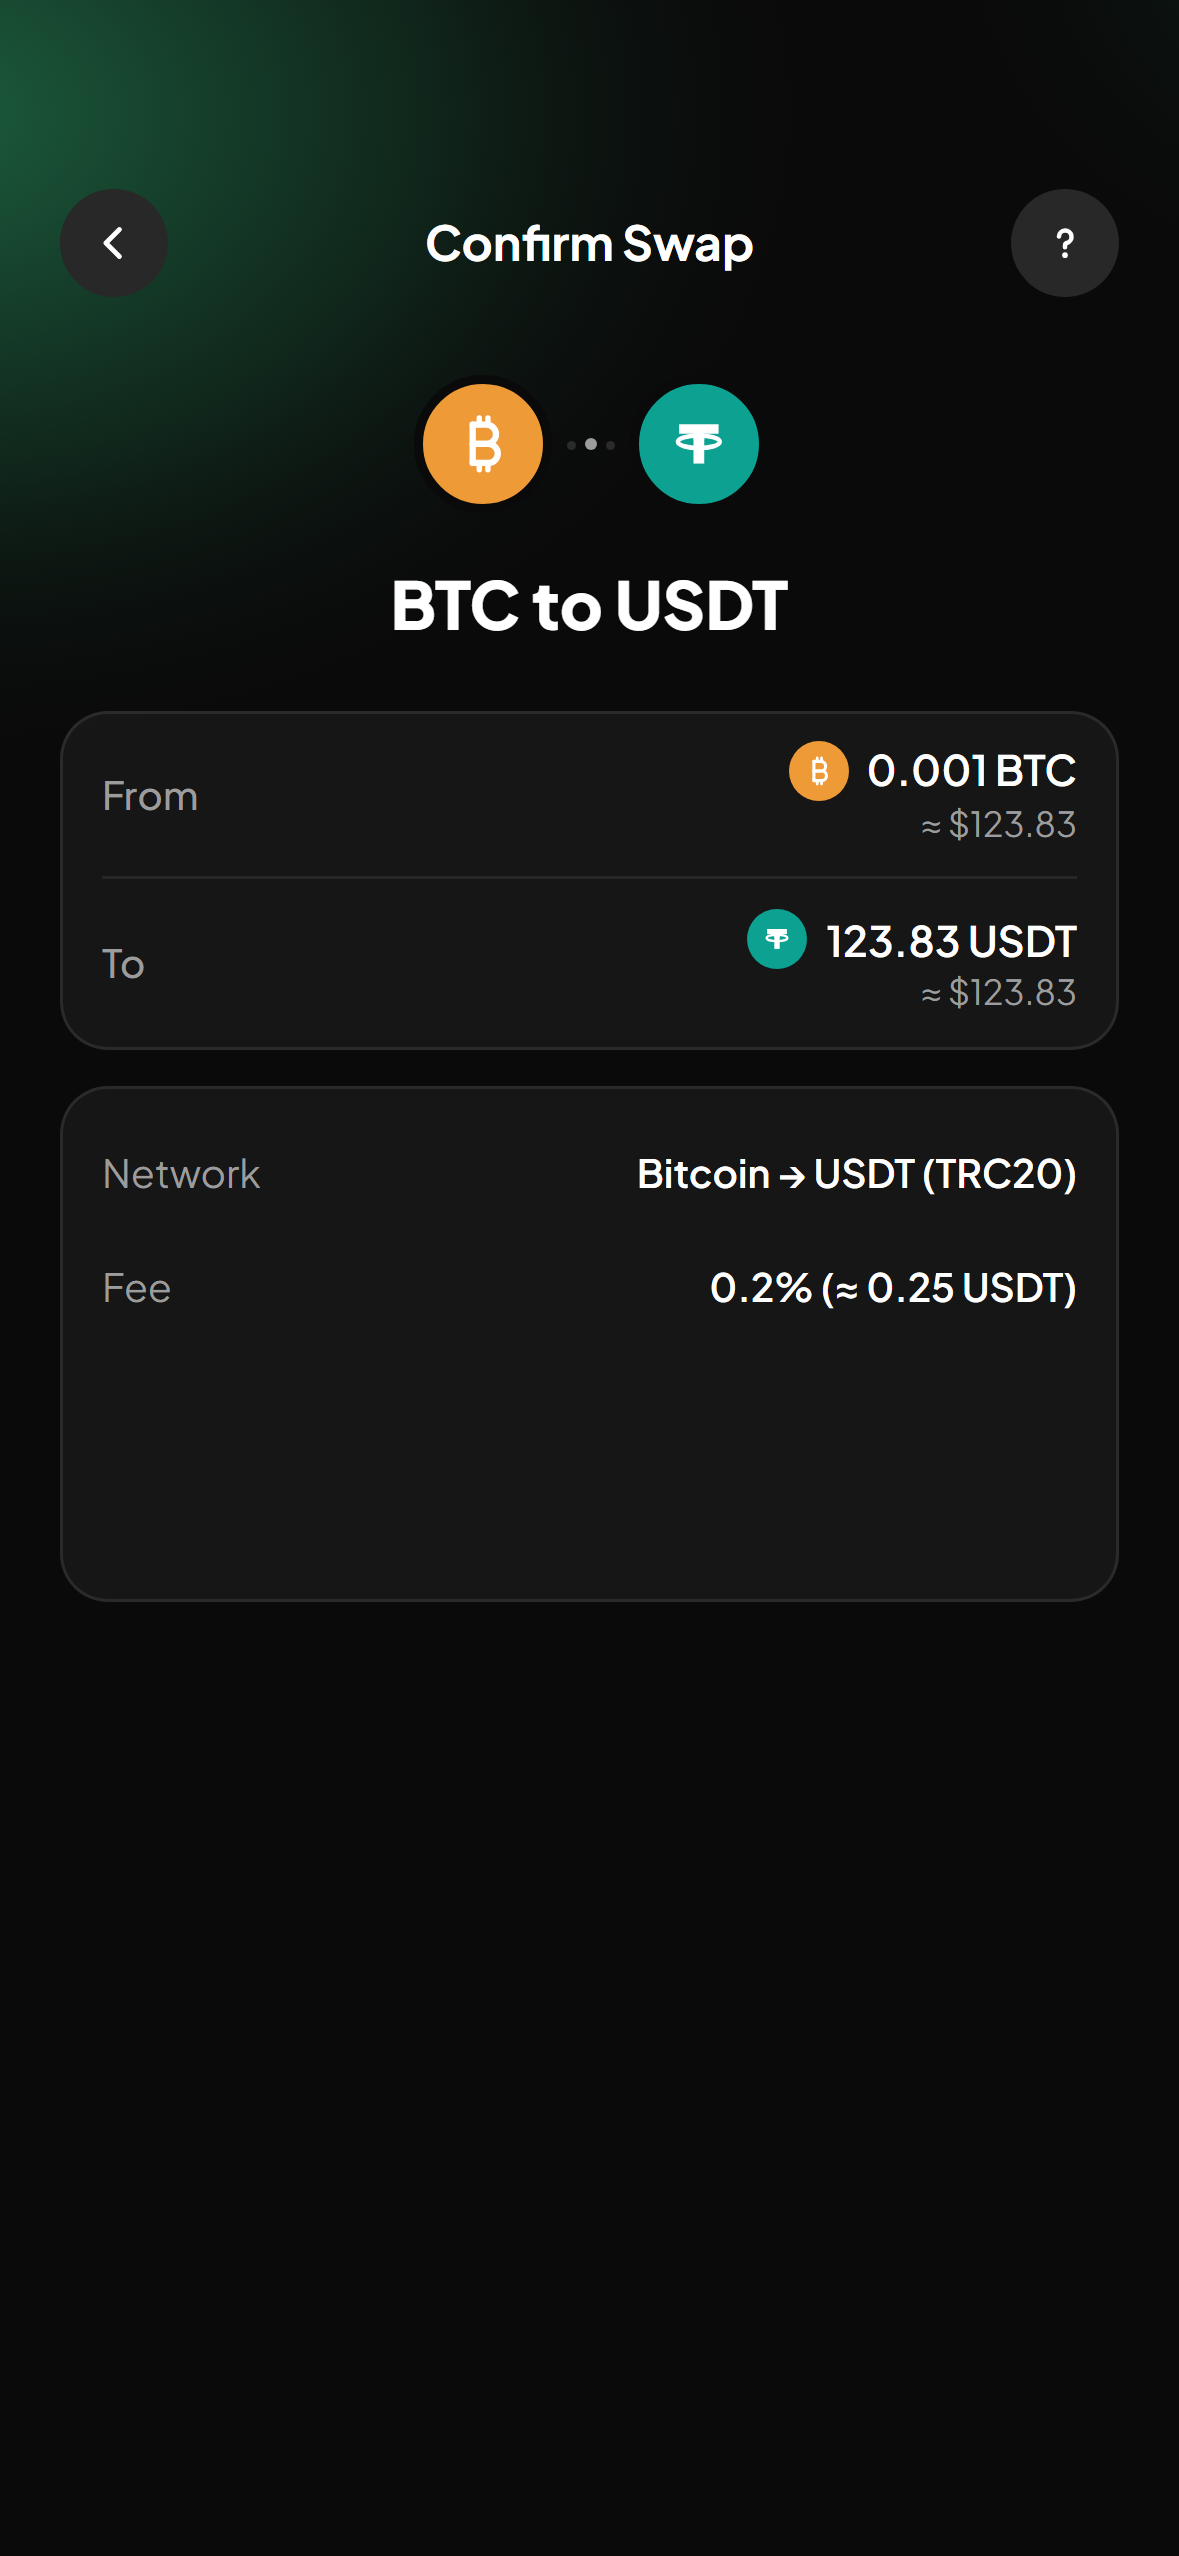 Confirm Swap
?
BTC to USDT
From
0.001 BTC
≈ $123.83
To
123.83 USDT
≈ $123.83
Network
Bitcoin → USDT (TRC20)
Fee
0.2% (≈ 0.25 USDT)